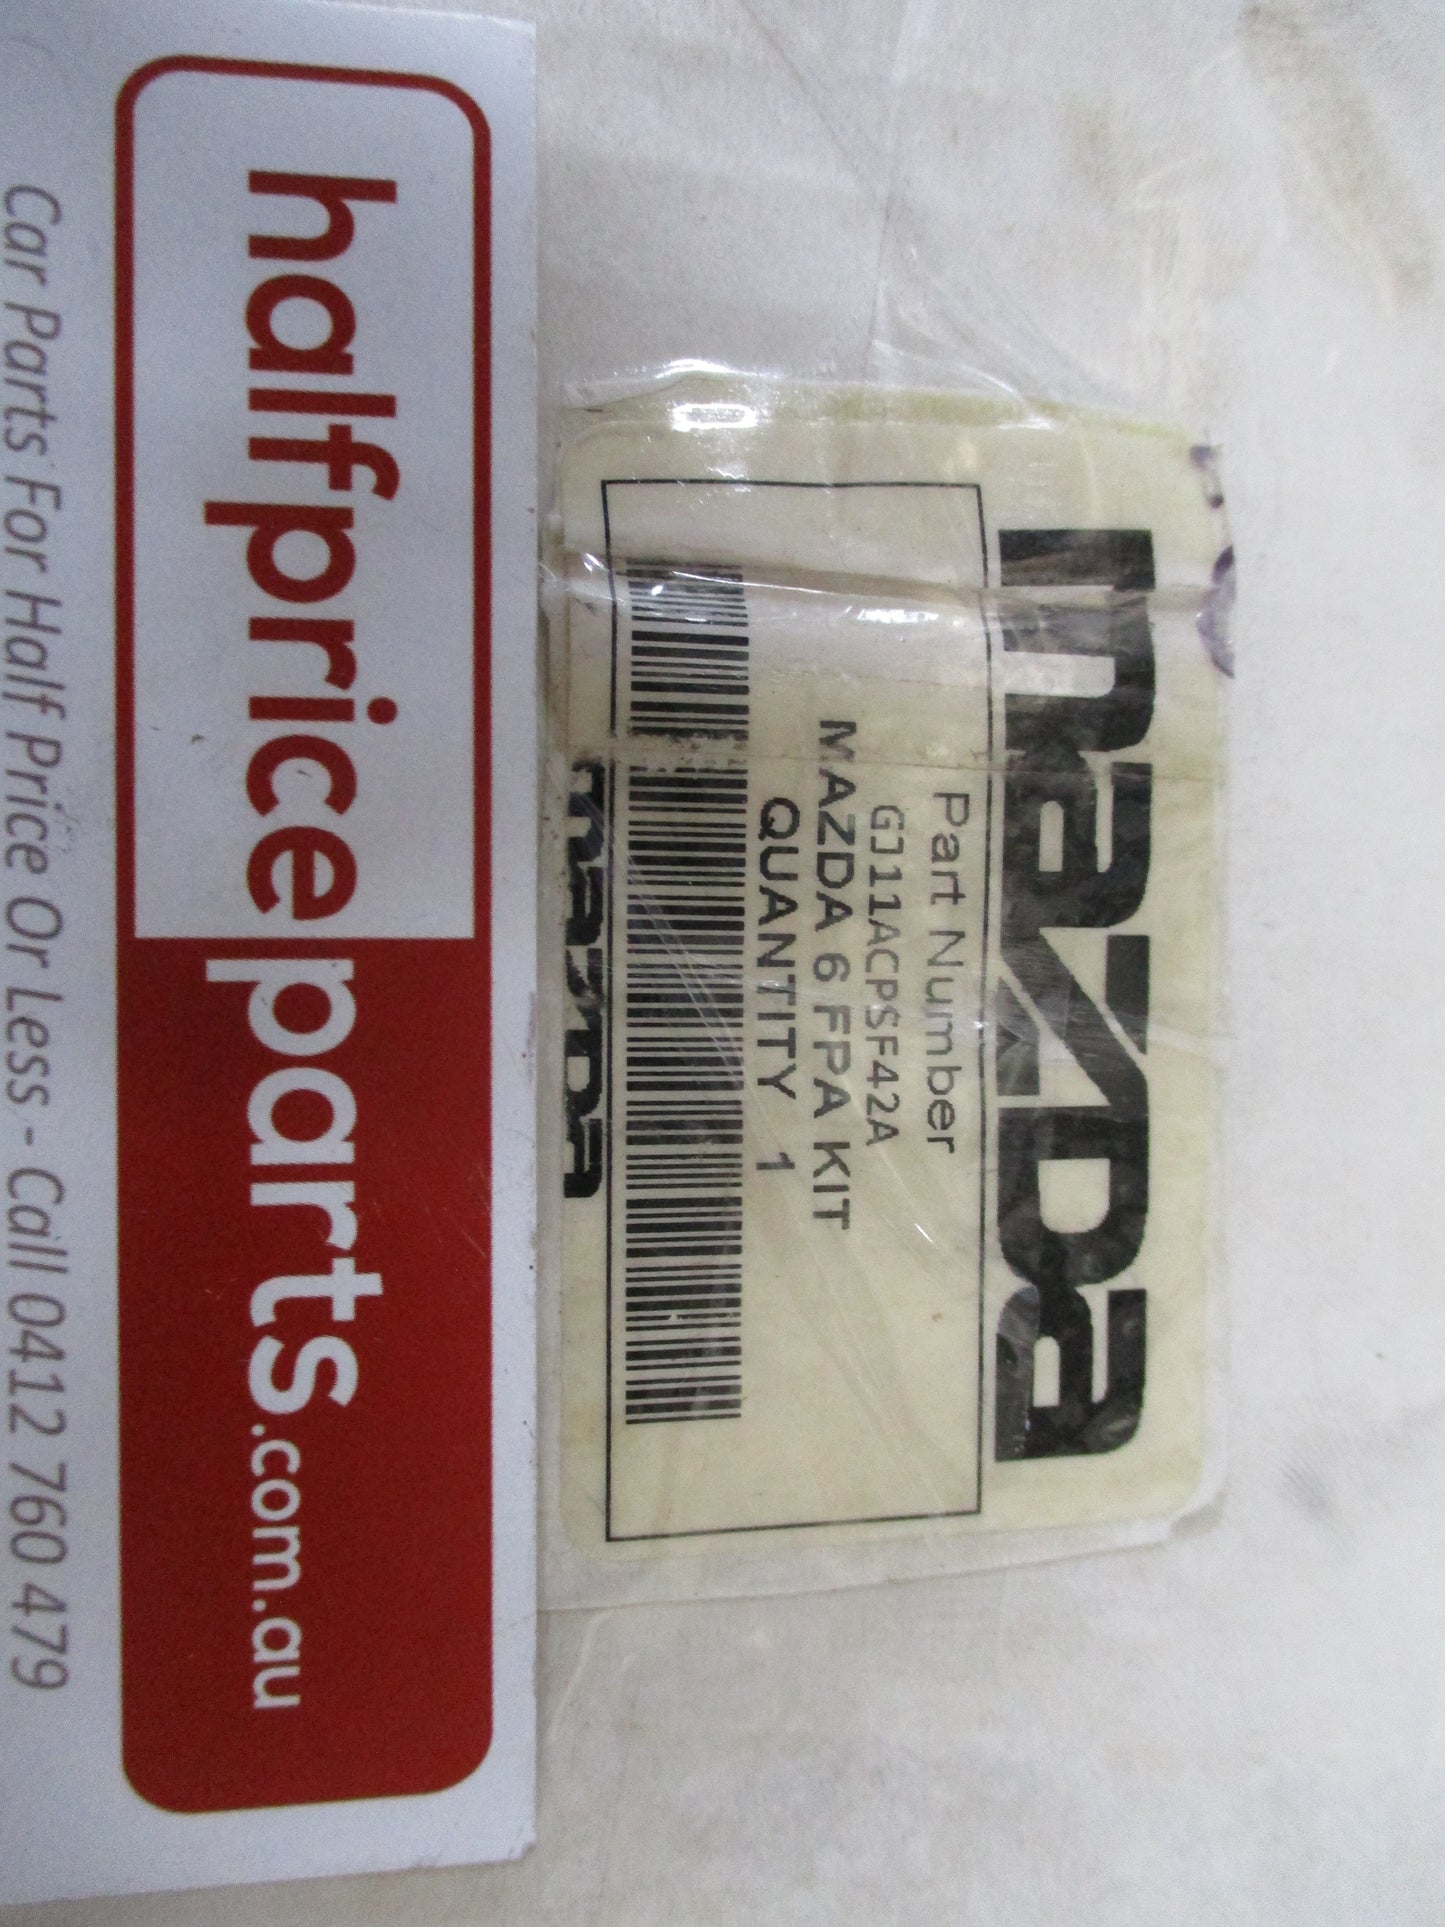 mazda
Part Number
GJ11ACPSF42A
MAZDA 6 FPA KIT
QUANTITY 1
mazda
halfpriceparts.com.au
Car Parts For Half Price Or Less - Call 0412 760 479